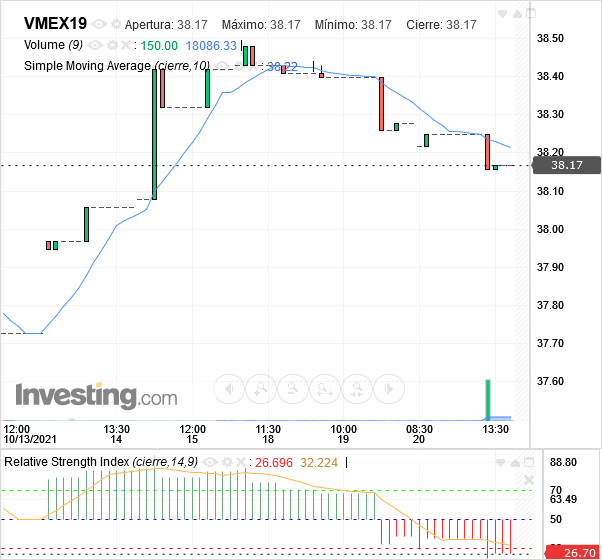 VMEX19 Apertura: 38.17 Máximo: 38.17 Mínimo: 38.17 Cierre: 38.17
Volume (9) : 150.00 18086.33
Simple Moving Average (cierre,10) : 38.22
38.50
38.40
38.30
38.20
38.17
38.10
38.00
37.90
37.80
37.70
37.60
Investing.com
12:00 13:30 12:00 11:30 10:00 08:30 13:30
10/13/2021 14 15 18 19 20
Relative Strength Index (cierre,14,9) : 26.696 32.224
88.80
70
63.49
50
26.70